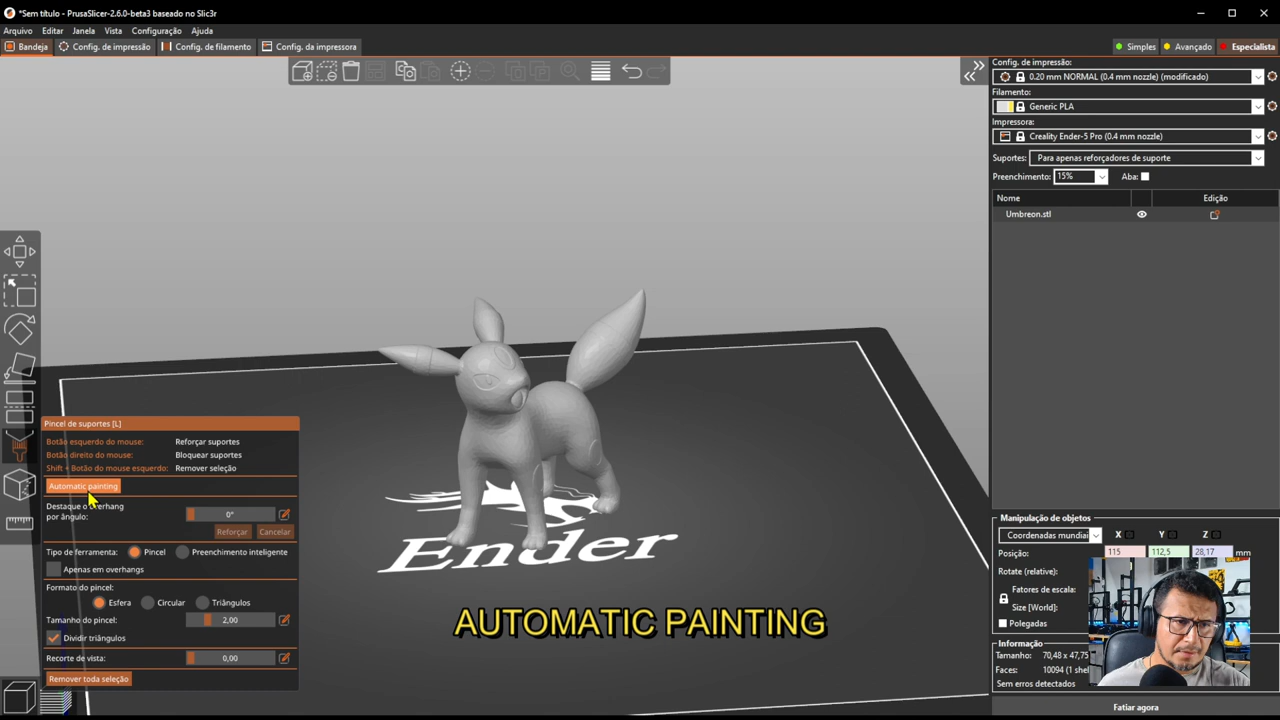 *Sem título - PrusaSlicer-2.6.0-beta3 baseado no Slic3r
Arquivo Editar Janela Vista Configuração Ajuda
Bandeja Config. de impressão Config. de filamento Config. da impressora Simples Avançado Especialista
Config. de impressão:
0.20 mm NORMAL (0.4 mm nozzle) (modificado)
Filamento:
Generic PLA
Impressora:
Creality Ender-5 Pro (0.4 mm nozzle)
Suportes: Para apenas reforçadores de suporte
Preenchimento: 15% Aba:
Nome Edição
Umbreon.stl
Pincel de suportes [L]
Botão esquerdo do mouse: Reforçar suportes
Botão direito do mouse: Bloquear suportes
Shift + Botão do mouse esquerdo: Remover seleção
Automatic painting
Destaque o overhang
por ângulo: 0°
Reforçar Cancelar
Tipo de ferramenta: Pincel Preenchimento inteligente
Apenas em overhangs
Formato do pincel:
Esfera Circular Triângulos
Tamanho do pincel: 2,00
Dividir triângulos
Recorte de vista: 0,00
Remover toda seleção
Ender
AUTOMATIC PAINTING
Manipulação de objetos
Coordenadas mundiai X Y Z
Posição: 115 112,5 28,17 mm
Rotate (relative):
Fatores de escala:
Size [World]:
Polegadas
Informação
Tamanho: 70,48 x 47,75
Faces: 10094 (1 shel
Sem erros detectados
Fatiar agora